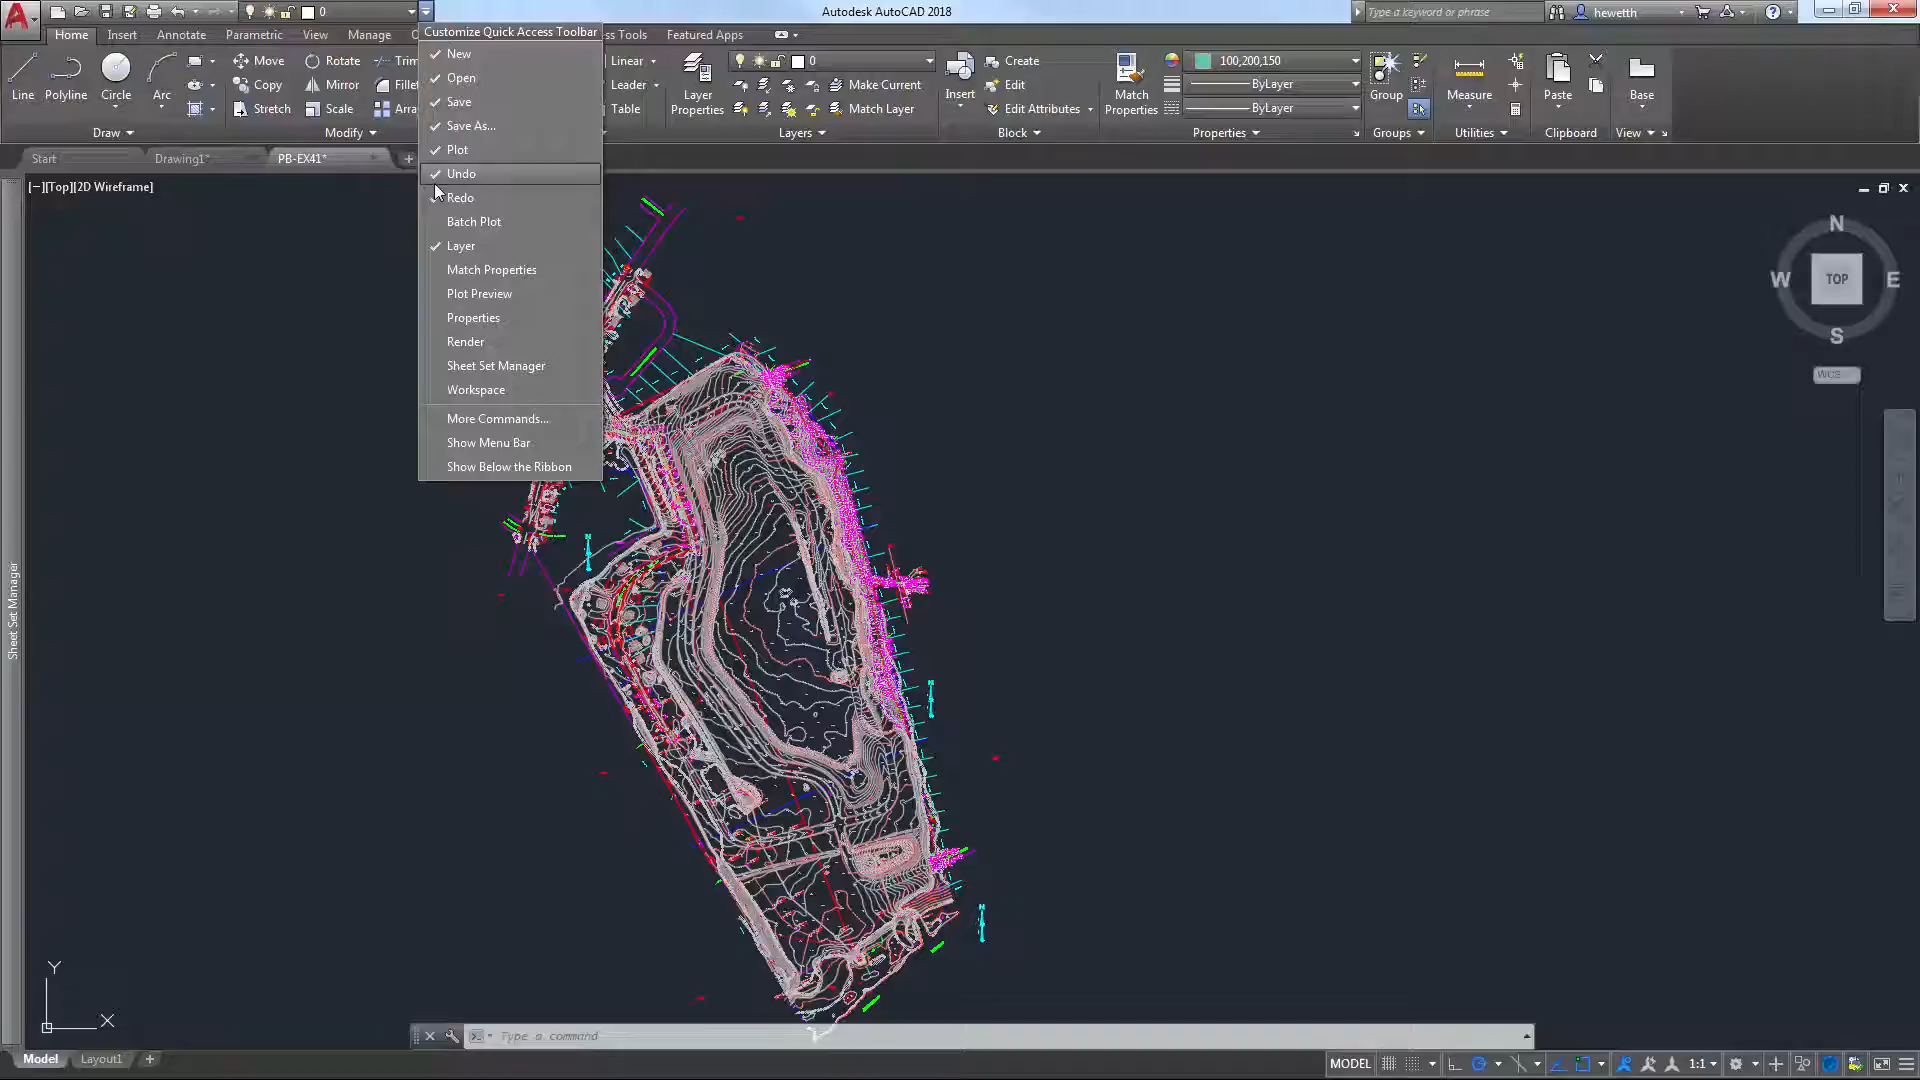 0
Autodesk AutoCAD 2018
Type a keyword or phrase
hewetth
Home Insert Annotate Parametric View Manage
ss Tools Featured Apps
Customize Quick Access Toolbar
New
Open
Save
Save As...
Plot
Undo
Redo
Batch Plot
Layer
Match Properties
Plot Preview
Properties
Render
Sheet Set Manager
Workspace
More Commands...
Show Menu Bar
Show Below the Ribbon
Line Polyline Circle Arc
Move Rotate Trim
Copy Mirror Fillet
Stretch Scale Arra
Draw Modify
Linear
Leader
Table
Layer
Properties
0
Make Current
Match Layer
Layers
Insert
Create
Edit
Edit Attributes
Block
Match
Properties
100,200,150
ByLayer
ByLayer
Properties
Group
Groups
Measure
Utilities
Paste
Clipboard
Base
View
Start Drawing1* PB-EX41*
[−][Top][2D Wireframe]
N
W TOP E
S
WCS
Sheet Set Manager
N
N
N
Y
X
Type a command
Model Layout1
MODEL 1:1